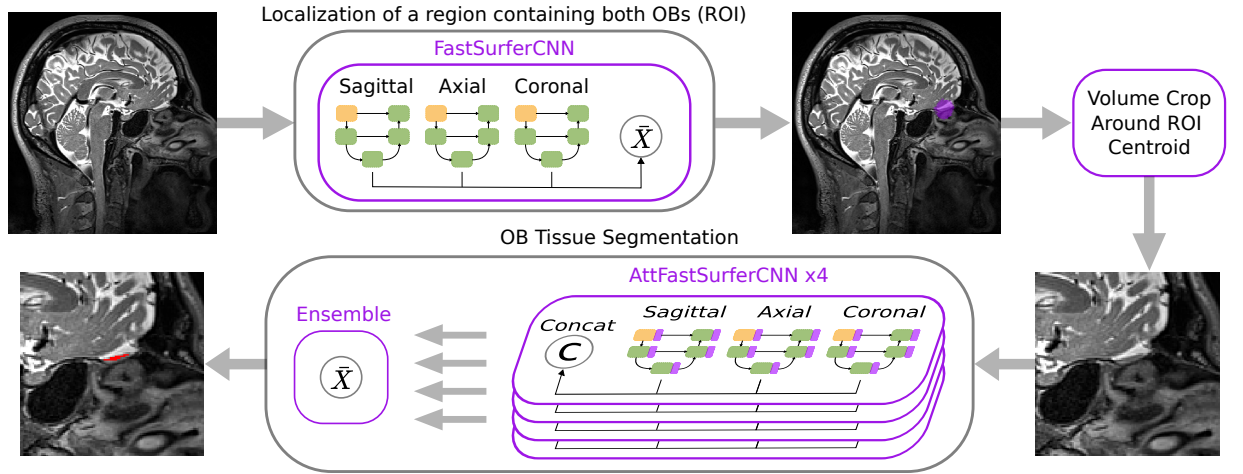 Localization of a region containing both OBs (ROI)
FastSurferCNN
Sagittal Axial Coronal
X̄
Volume Crop
Around ROI
Centroid
OB Tissue Segmentation
AttFastSurferCNN x4
Ensemble
X̄
Concat
C
Sagittal Axial Coronal